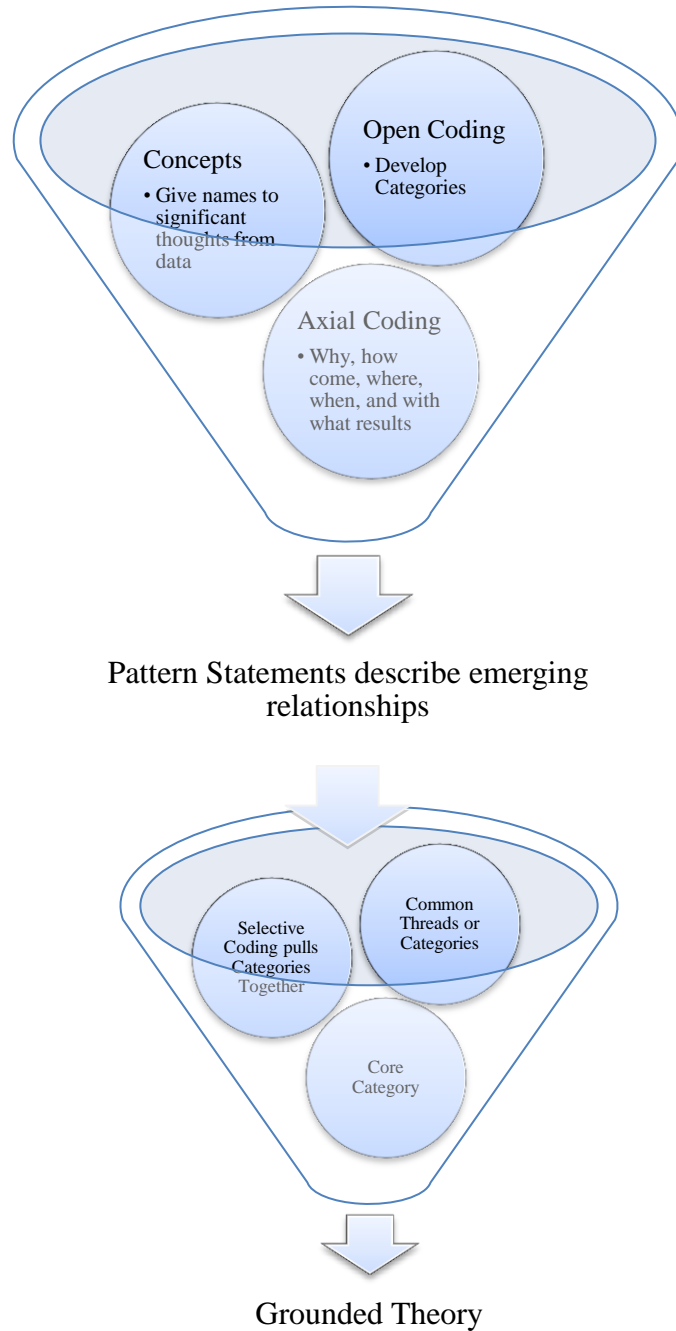 Concepts
• Give names to
significant
thoughts from
data
Open Coding
• Develop
Categories
Axial Coding
• Why, how
come, where,
when, and with
what results
Pattern Statements describe emerging
relationships
Selective
Coding pulls
Categories
Together
Common
Threads or
Categories
Core
Category
Grounded Theory